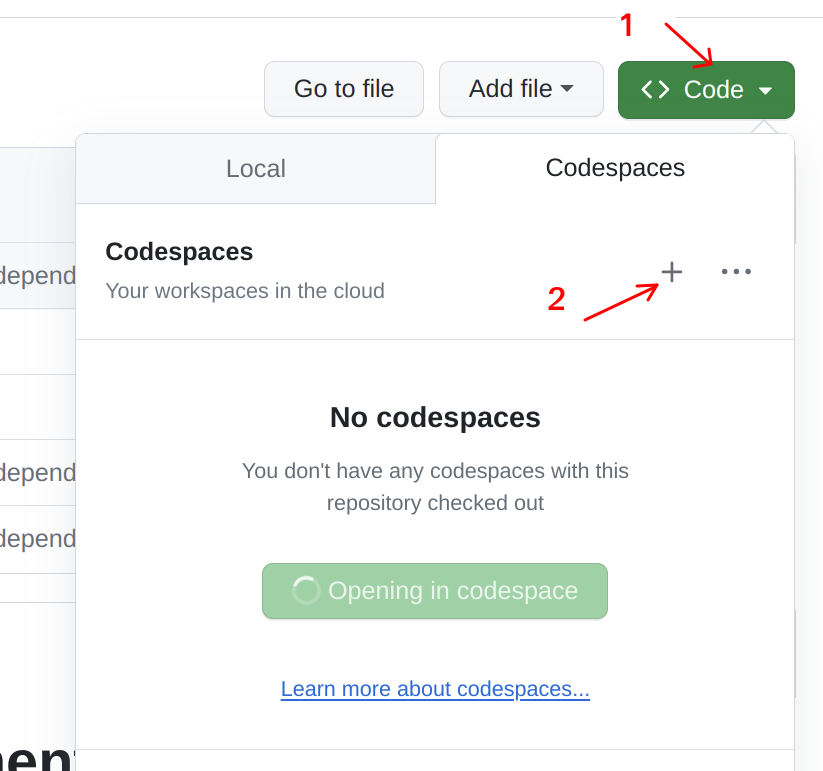 1
Go to file
Add file
Code
Local
Codespaces
Codespaces
Your workspaces in the cloud
2
No codespaces
You don't have any codespaces with this
repository checked out
Opening in codespace
Learn more about codespaces...
depend
depend
depend